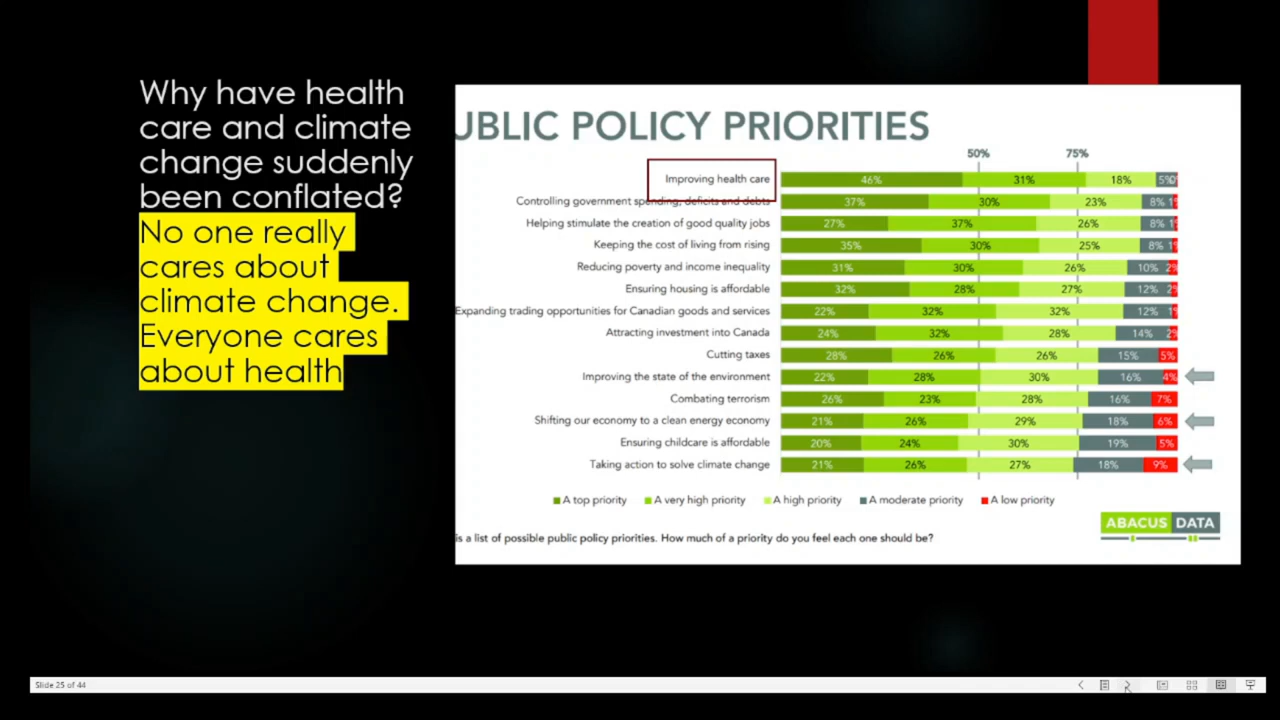 Why have health
care and climate
change suddenly
been conflated?
No one really
cares about
climate change.
Everyone cares
about health
UBLIC POLICY PRIORITIES
50% 75%
Improving health care 46% 31% 18% 5%
Controlling government spending, deficits and debts 37% 30% 23% 8% 1%
Helping stimulate the creation of good quality jobs 27% 37% 26% 8% 1%
Keeping the cost of living from rising 35% 30% 25% 8% 1%
Reducing poverty and income inequality 31% 30% 26% 10% 2%
Ensuring housing is affordable 32% 28% 27% 12% 2%
Expanding trading opportunities for Canadian goods and services 22% 32% 32% 12% 1%
Attracting investment into Canada 24% 32% 28% 14% 2%
Cutting taxes 28% 26% 26% 15% 5%
Improving the state of the environment 22% 28% 30% 16% 4%
Combating terrorism 26% 23% 28% 16% 7%
Shifting our economy to a clean energy economy 21% 26% 29% 18% 6%
Ensuring childcare is affordable 20% 24% 30% 19% 5%
Taking action to solve climate change 21% 26% 27% 18% 9%
A top priority A very high priority A high priority A moderate priority A low priority
ABACUS DATA
is a list of possible public policy priorities. How much of a priority do you feel each one should be?
Slide 25 of 44